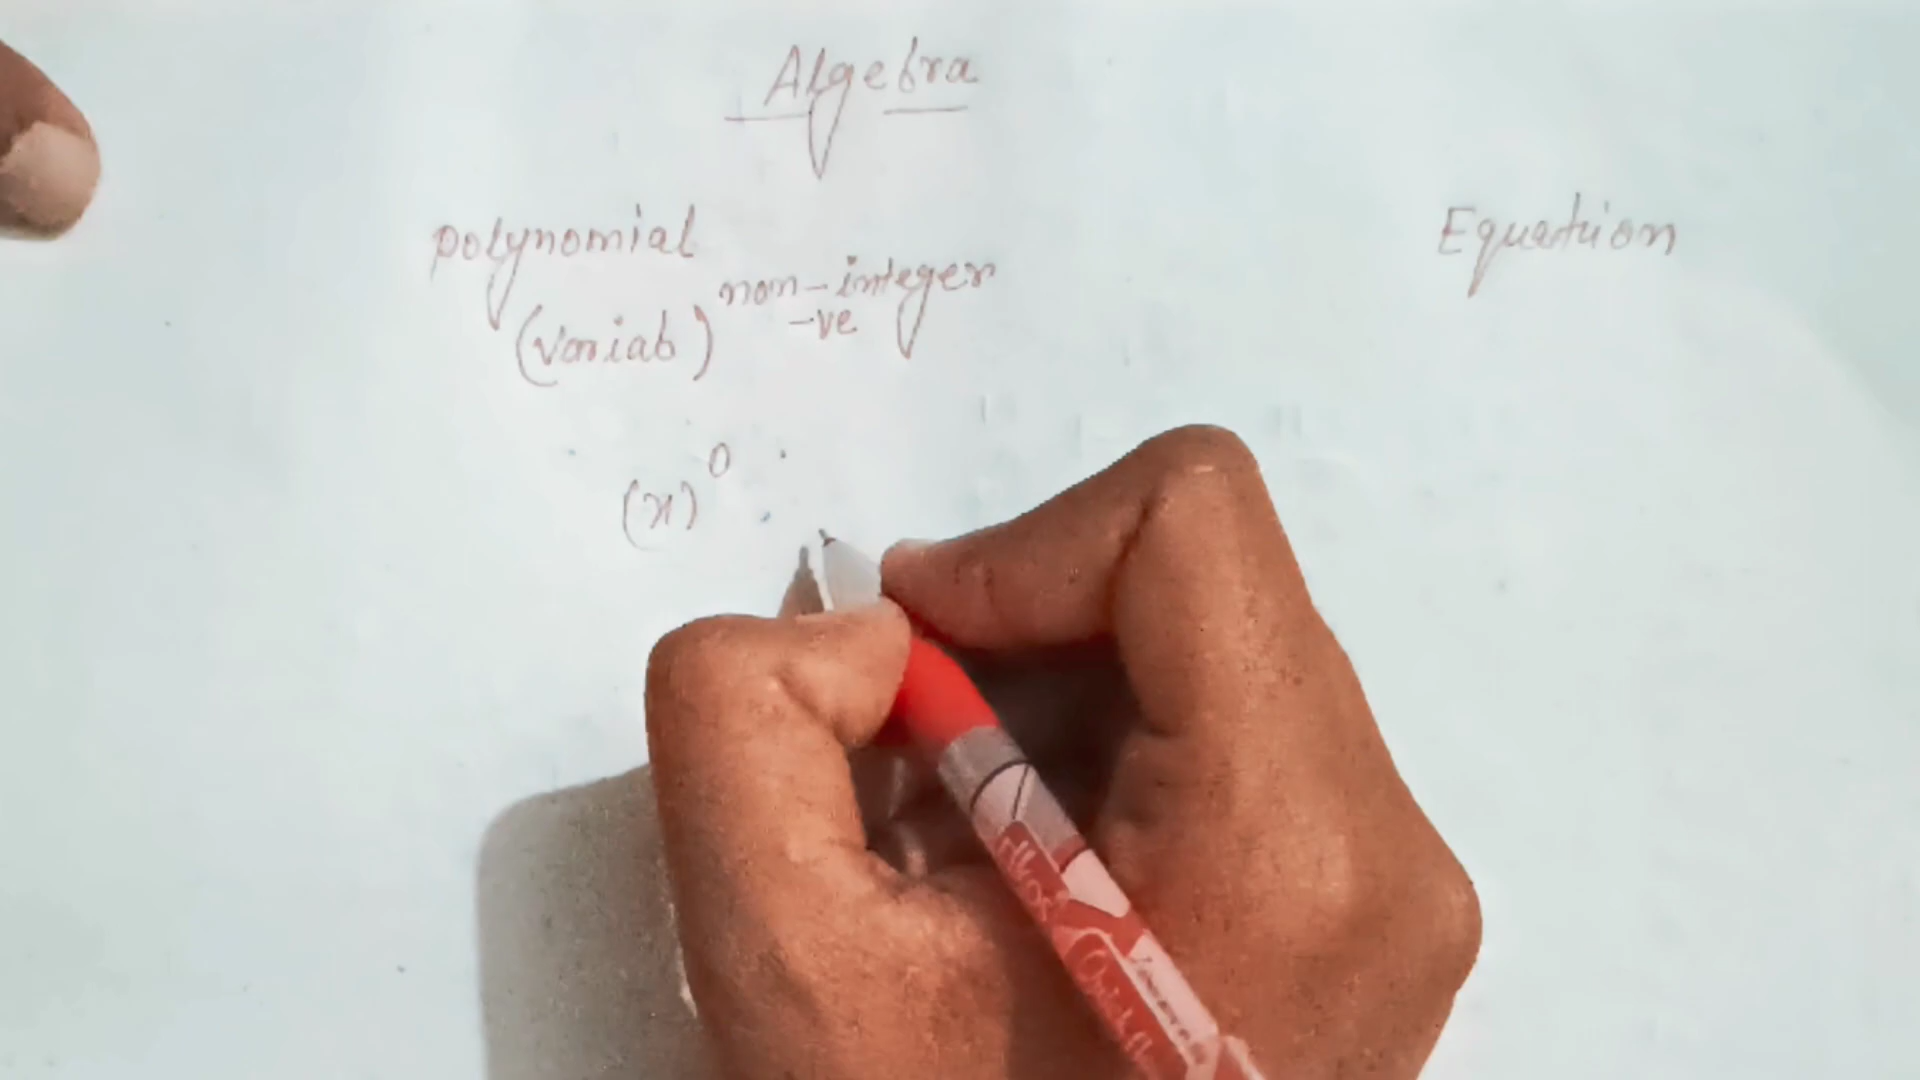 Algebra
polynomial
Equation
(variab) non-integer
-ve
(x)⁰